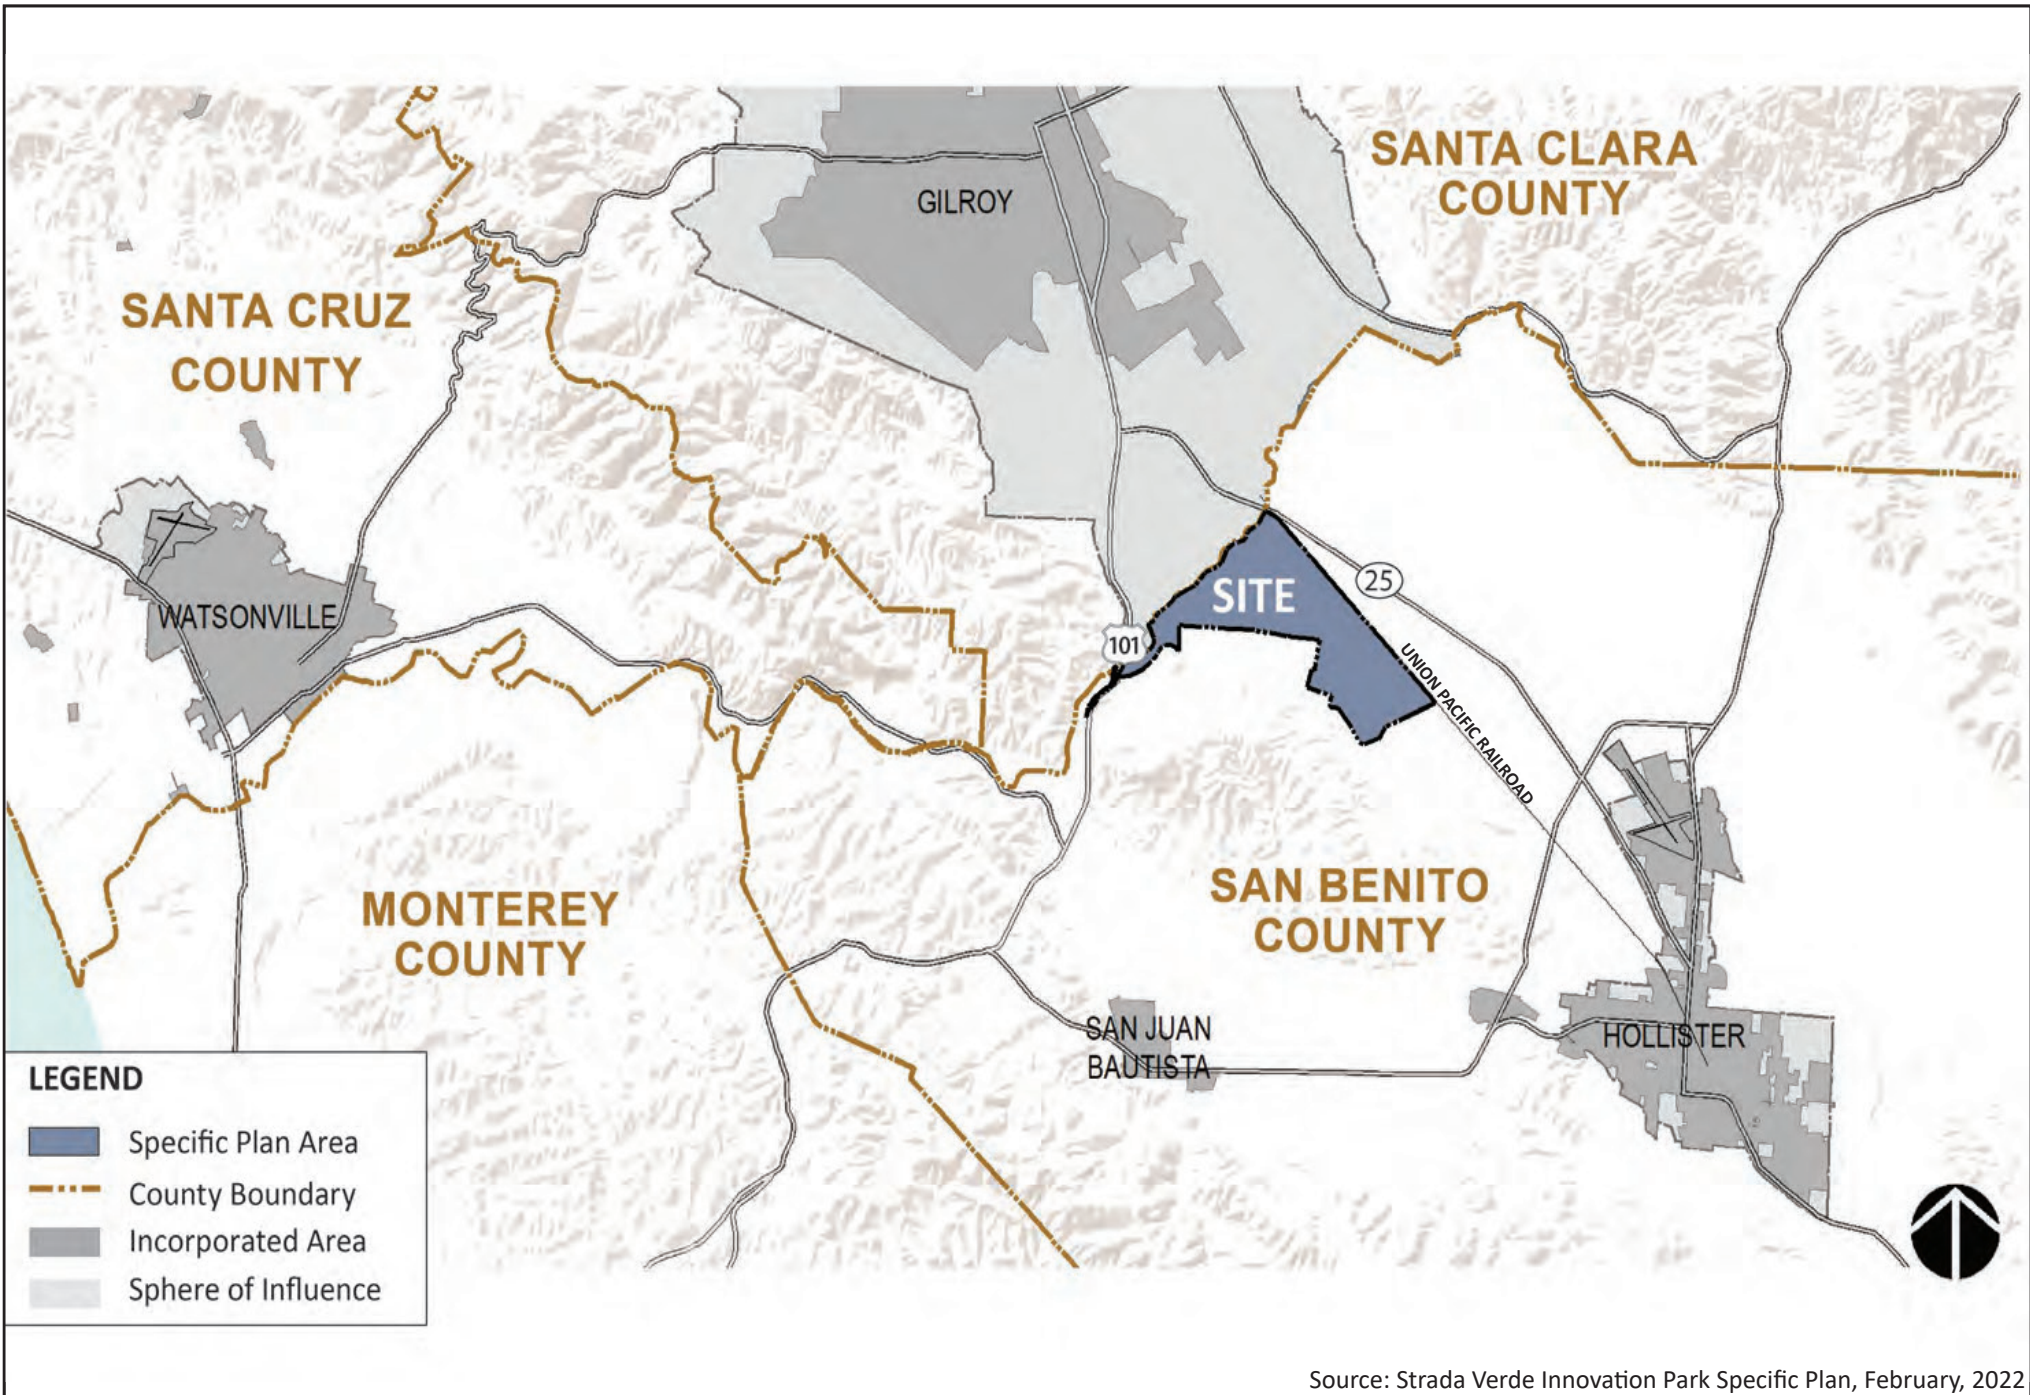 SANTA CLARA
COUNTY
GILROY
SANTA CRUZ
COUNTY
25
SITE
WATSONVILLE
101
UNION PACIFIC RAILROAD
MONTEREY
COUNTY
SAN BENITO
COUNTY
SAN JUAN
BAUTISTA
HOLLISTER
LEGEND
Specific Plan Area
County Boundary
Incorporated Area
Sphere of Influence
Source: Strada Verde Innovation Park Specific Plan, February, 2022